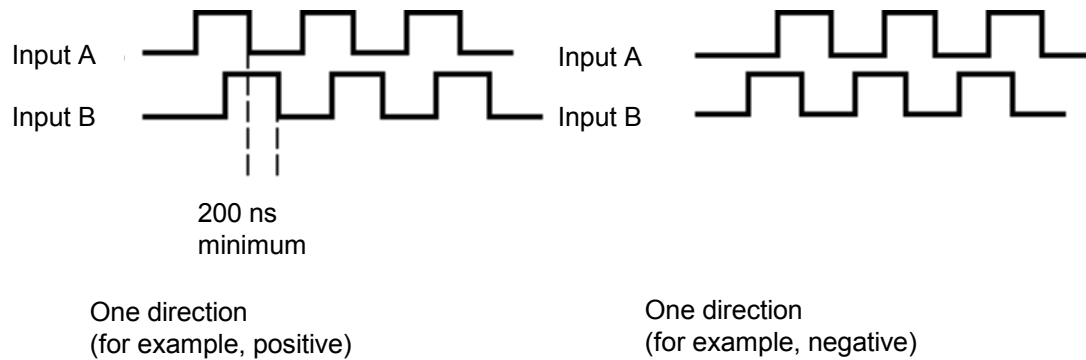 Input A
Input B
200 ns
minimum
One direction
(for example, positive)
Input A
Input B
One direction
(for example, negative)